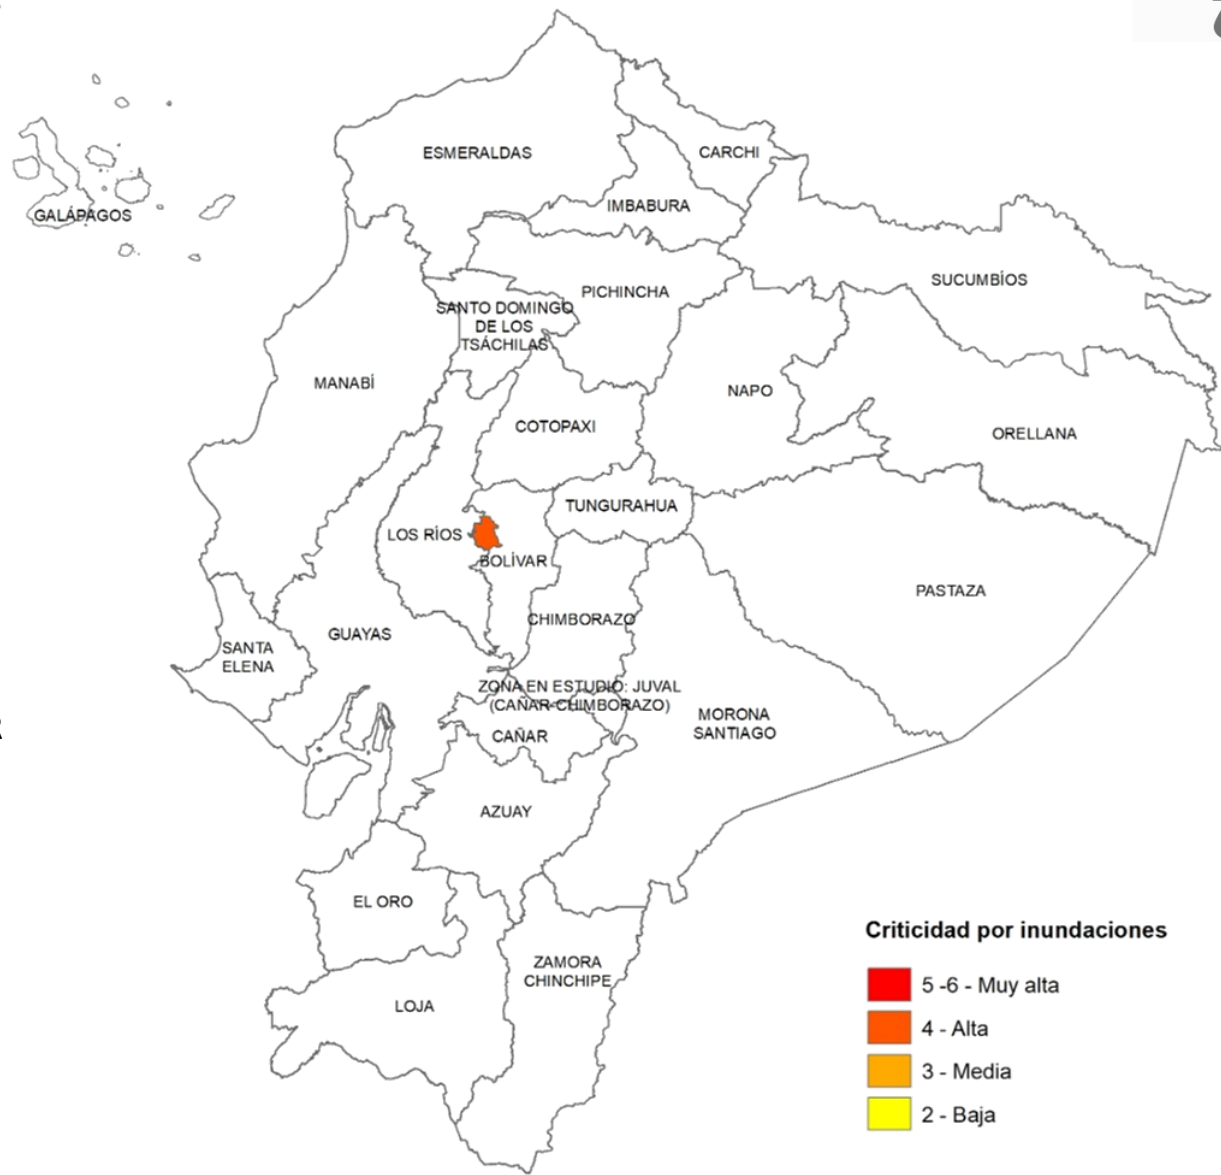 ESMERALDAS
CARCHI
IMBABURA
GALÁPAGOS
SUCUMBÍOS
PICHINCHA
SANTO DOMINGO
DE LOS
TSÁCHILAS
MANABÍ
NAPO
COTOPAXI
ORELLANA
TUNGURAHUA
LOS RÍOS
BOLÍVAR
PASTAZA
CHIMBORAZO
GUAYAS
SANTA
ELENA
ZONA EN ESTUDIO: JUVAL
(CAÑAR-CHIMBORAZO)
MORONA
SANTIAGO
CAÑAR
AZUAY
EL ORO
ZAMORA
CHINCHIPE
LOJA
Criticidad por inundaciones
5 -6 - Muy alta
4 - Alta
3 - Media
2 - Baja